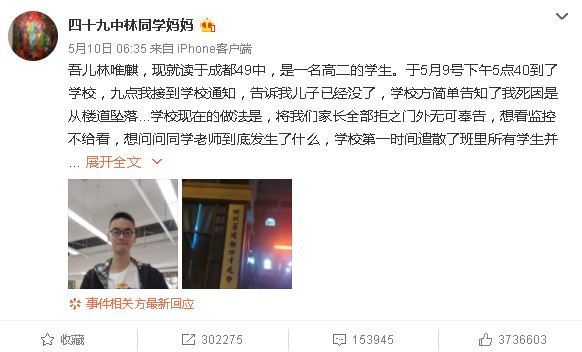 四十九中林同学妈妈
5月10日 06:35 来自 iPhone客户端
吾儿林唯麒，现就读于成都49中，是一名高二的学生。于5月9号下午5点40到了
学校，九点我接到学校通知，告诉我儿子已经没了，学校方简单告知了我死因是
从楼道坠落...学校现在的做法是，将我们家长全部拒之门外无可奉告，想看监控
不给看，想问问同学老师到底发生了什么，学校第一时间遣散了班里所有学生并
... 展开全文
四川省成都四十九中
事件相关方最新回应
收藏 302275 153945 3736603